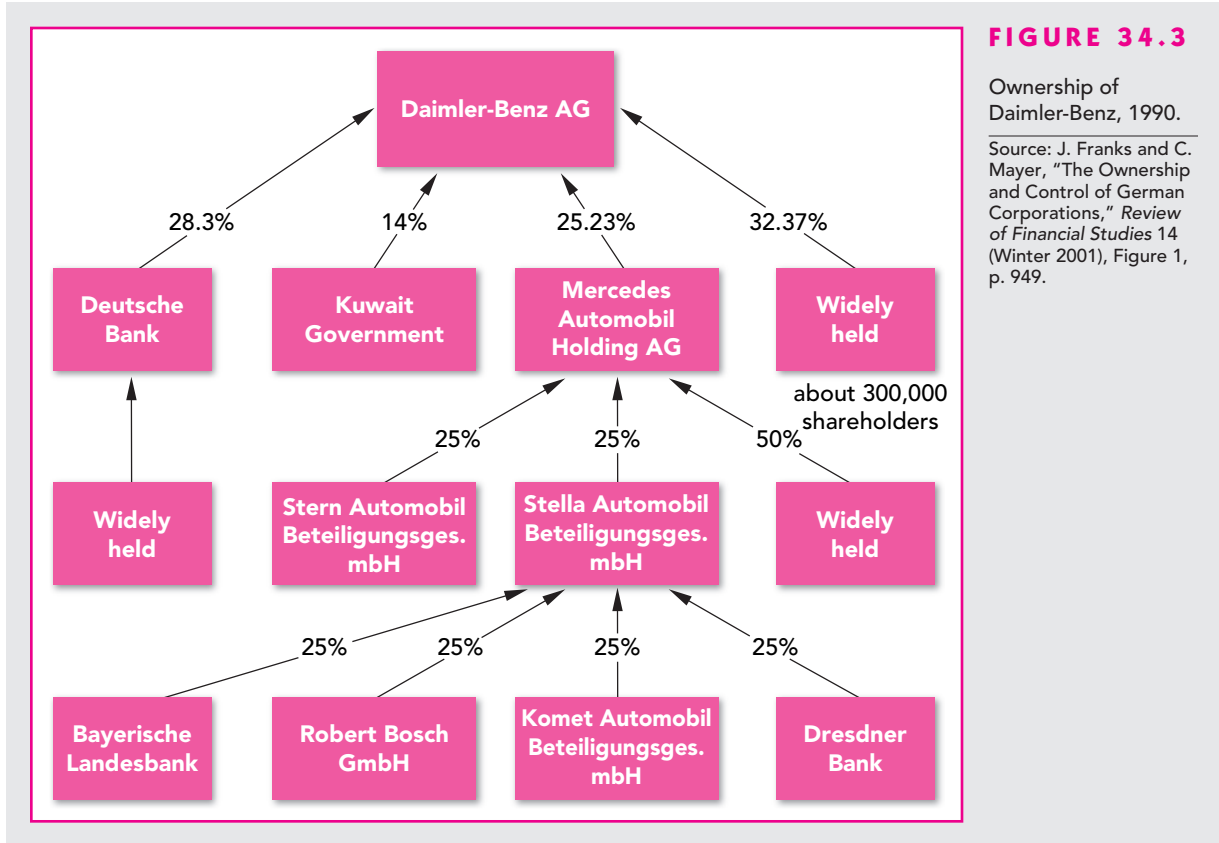 FIGURE 34.3
Ownership of
Daimler-Benz, 1990.
Source: J. Franks and C.
Mayer, "The Ownership
and Control of German
Corporations," Review
of Financial Studies 14
(Winter 2001), Figure 1,
p. 949.
Daimler-Benz AG
28.3%
14%
25.23%
32.37%
Deutsche
Bank
Kuwait
Government
Mercedes
Automobil
Holding AG
Widely
held
about 300,000
shareholders
25%
25%
50%
Widely
held
Stern Automobil
Beteiligungsges.
mbH
Stella Automobil
Beteiligungsges.
mbH
Widely
held
25%
25%
25%
25%
Bayerische
Landesbank
Robert Bosch
GmbH
Komet Automobil
Beteiligungsges.
mbH
Dresdner
Bank